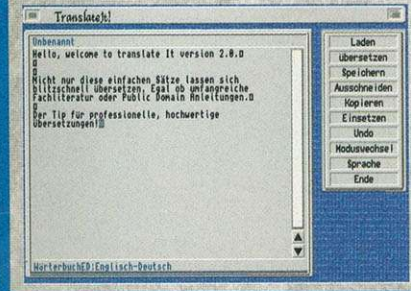 Translate It!
Unbenannt
Hello, welcome to translate It version 2.0.
Nicht nur diese einfachen Sätze lassen sich
blitzschnell übersetzen. Egal ob umfangreiche
Fachliteratur oder Public Domain Anleitungen.
Der Tip für professionelle, hochwertige
Übersetzungen!
WörterbuchED:Englisch-Deutsch
Laden
übersetzen
Speichern
Ausschneiden
Kopieren
Einsetzen
Undo
Moduswechsel
Sprache
Ende